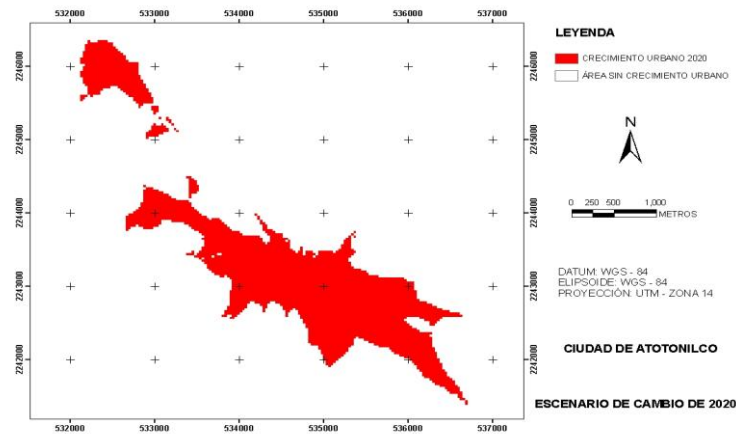 532000 533000 534000 535000 536000 537000
2246000
2245000
2244000
2243000
2242000
2246000
2245000
2244000
2243000
2242000
532000 533000 534000 535000 536000 537000
LEYENDA
CRECIMIENTO URBANO 2020
ÁREA SIN CRECIMIENTO URBANO
N
0 250 500 1,000
METROS
DATUM: WGS - 84
ELIPSOIDE: WGS - 84
PROYECCIÓN: UTM - ZONA 14
CIUDAD DE ATOTONILCO
ESCENARIO DE CAMBIO DE 2020